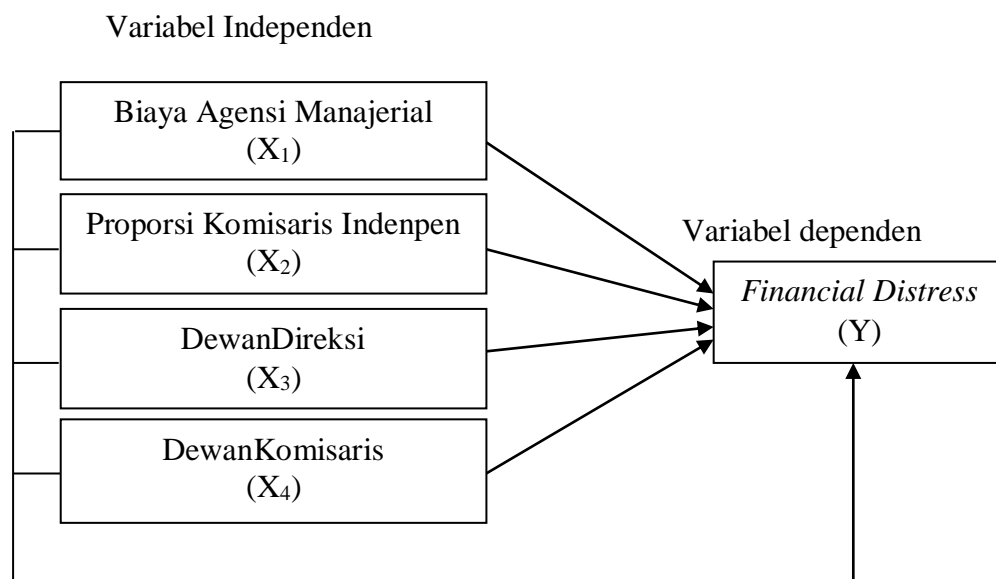 Variabel Independen
Biaya Agensi Manajerial
(X₁)
Proporsi Komisaris Indenpen
(X₂)
Variabel dependen
Financial Distress
(Y)
DewanDireksi
(X₃)
DewanKomisaris
(X₄)